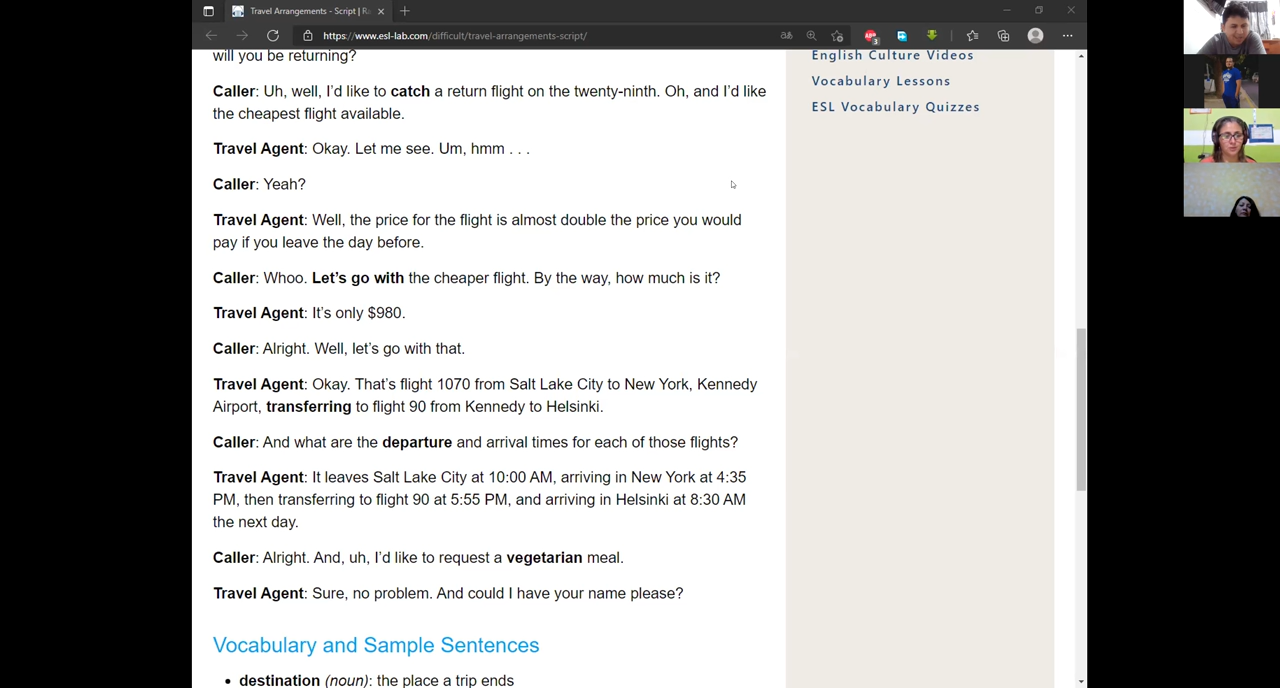 Travel Arrangements - Script | Ra
https://www.esl-lab.com/difficult/travel-arrangements-script/
3
will you be returning?
Caller: Uh, well, I’d like to catch a return flight on the twenty-ninth. Oh, and I’d like
the cheapest flight available.
Travel Agent: Okay. Let me see. Um, hmm . . .
Caller: Yeah?
Travel Agent: Well, the price for the flight is almost double the price you would
pay if you leave the day before.
Caller: Whoo. Let’s go with the cheaper flight. By the way, how much is it?
Travel Agent: It’s only $980.
Caller: Alright. Well, let’s go with that.
Travel Agent: Okay. That’s flight 1070 from Salt Lake City to New York, Kennedy
Airport, transferring to flight 90 from Kennedy to Helsinki.
Caller: And what are the departure and arrival times for each of those flights?
Travel Agent: It leaves Salt Lake City at 10:00 AM, arriving in New York at 4:35
PM, then transferring to flight 90 at 5:55 PM, and arriving in Helsinki at 8:30 AM
the next day.
Caller: Alright. And, uh, I’d like to request a vegetarian meal.
Travel Agent: Sure, no problem. And could I have your name please?
Vocabulary and Sample Sentences
• destination (noun): the place a trip ends
English Culture Videos
Vocabulary Lessons
ESL Vocabulary Quizzes